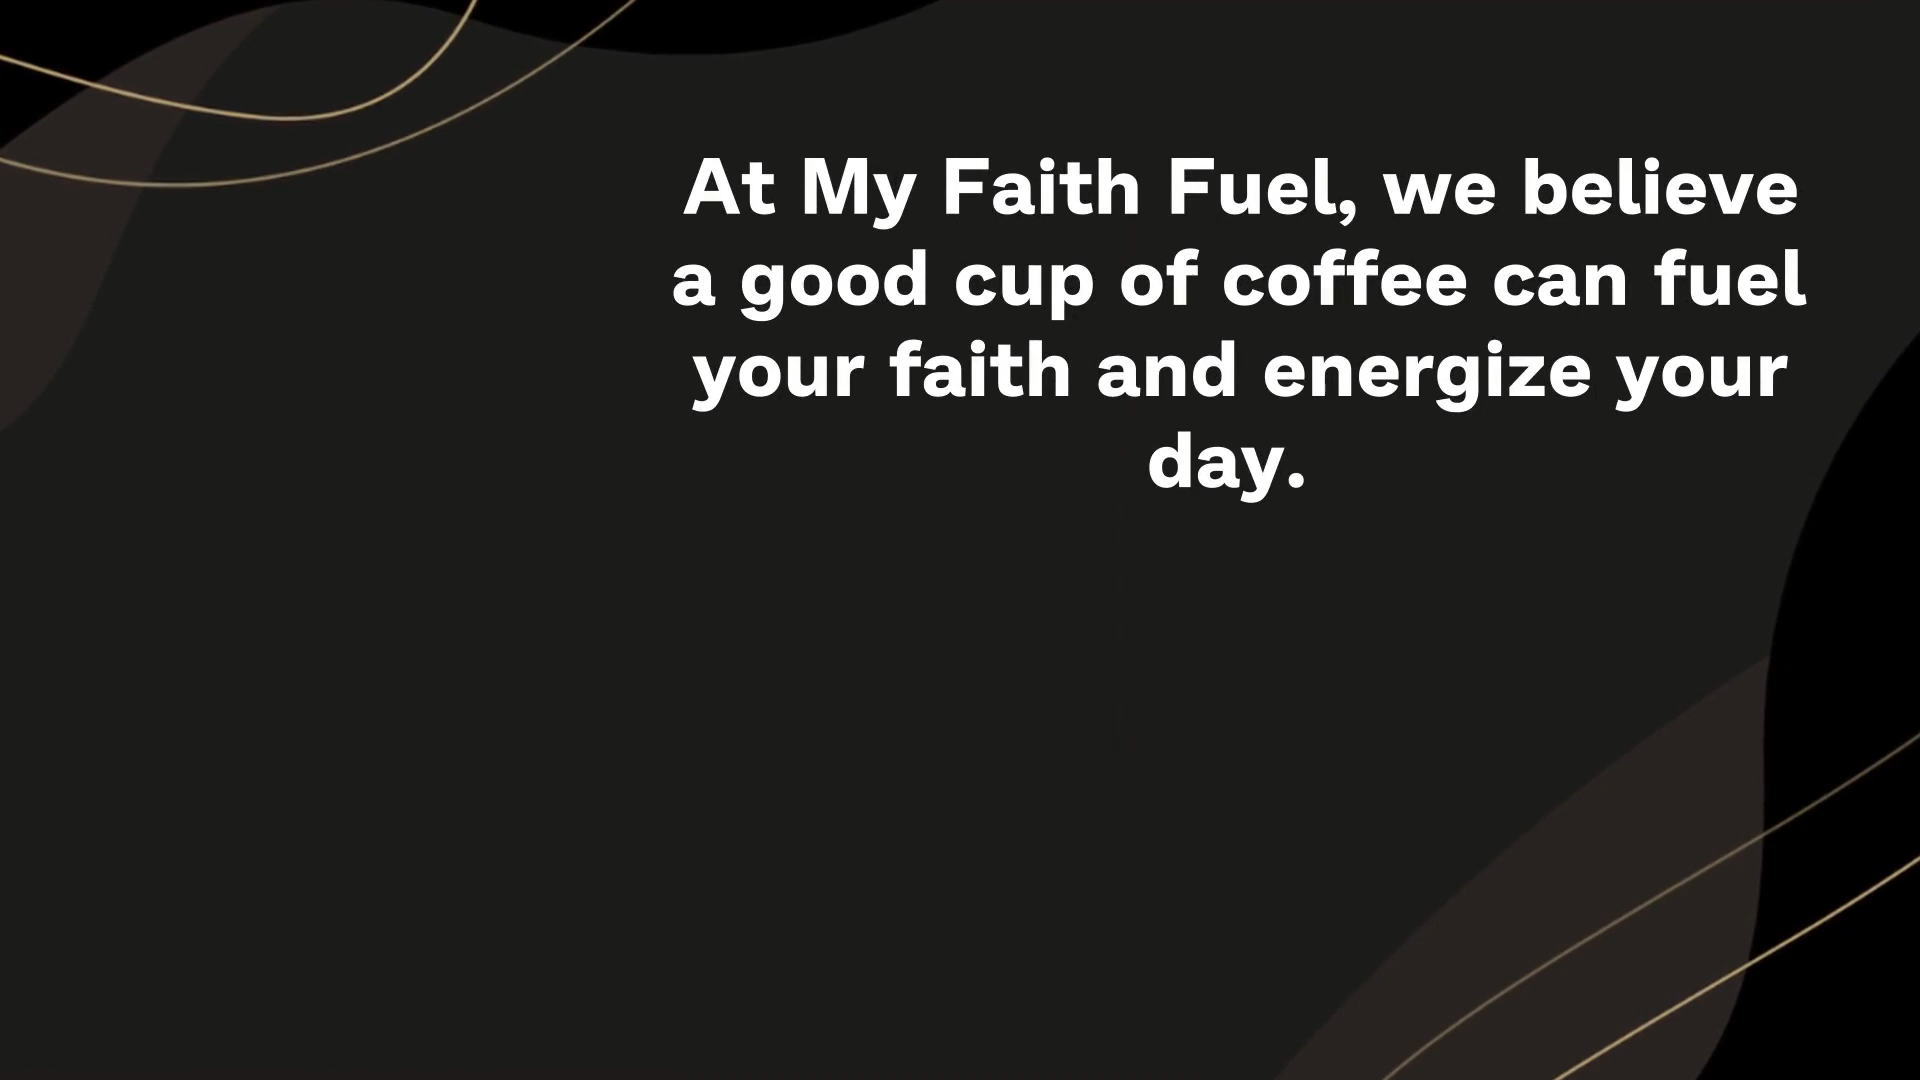 At My Faith Fuel, we believe
a good cup of coffee can fuel
your faith and energize your
day.